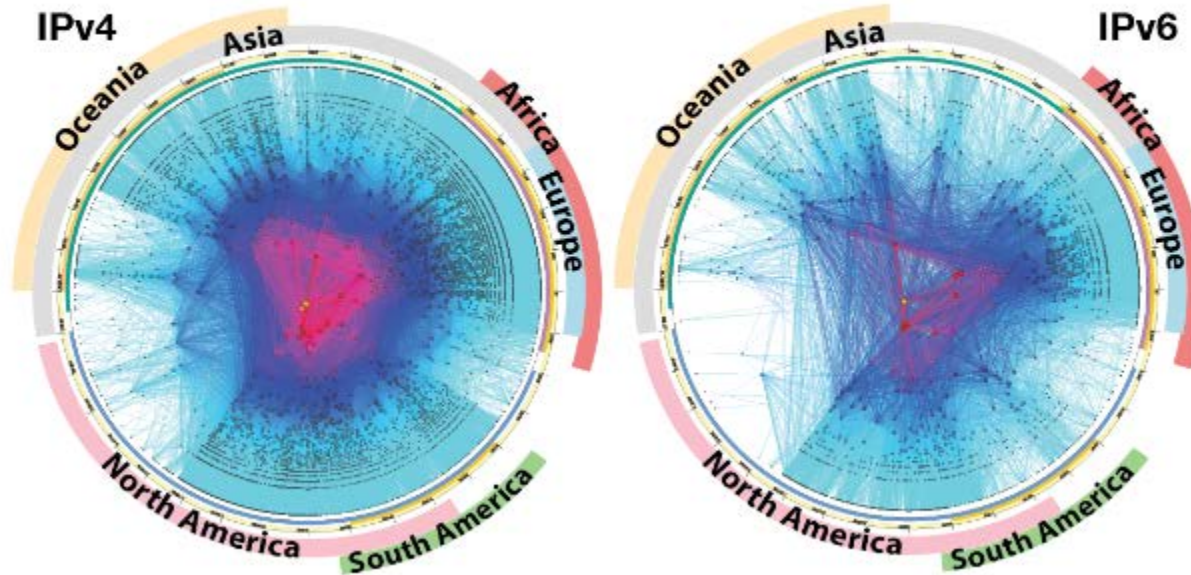 IPv4
Asia
Oceania
Africa
Europe
North America
South America
IPv6
Asia
Oceania
Africa
Europe
North America
South America